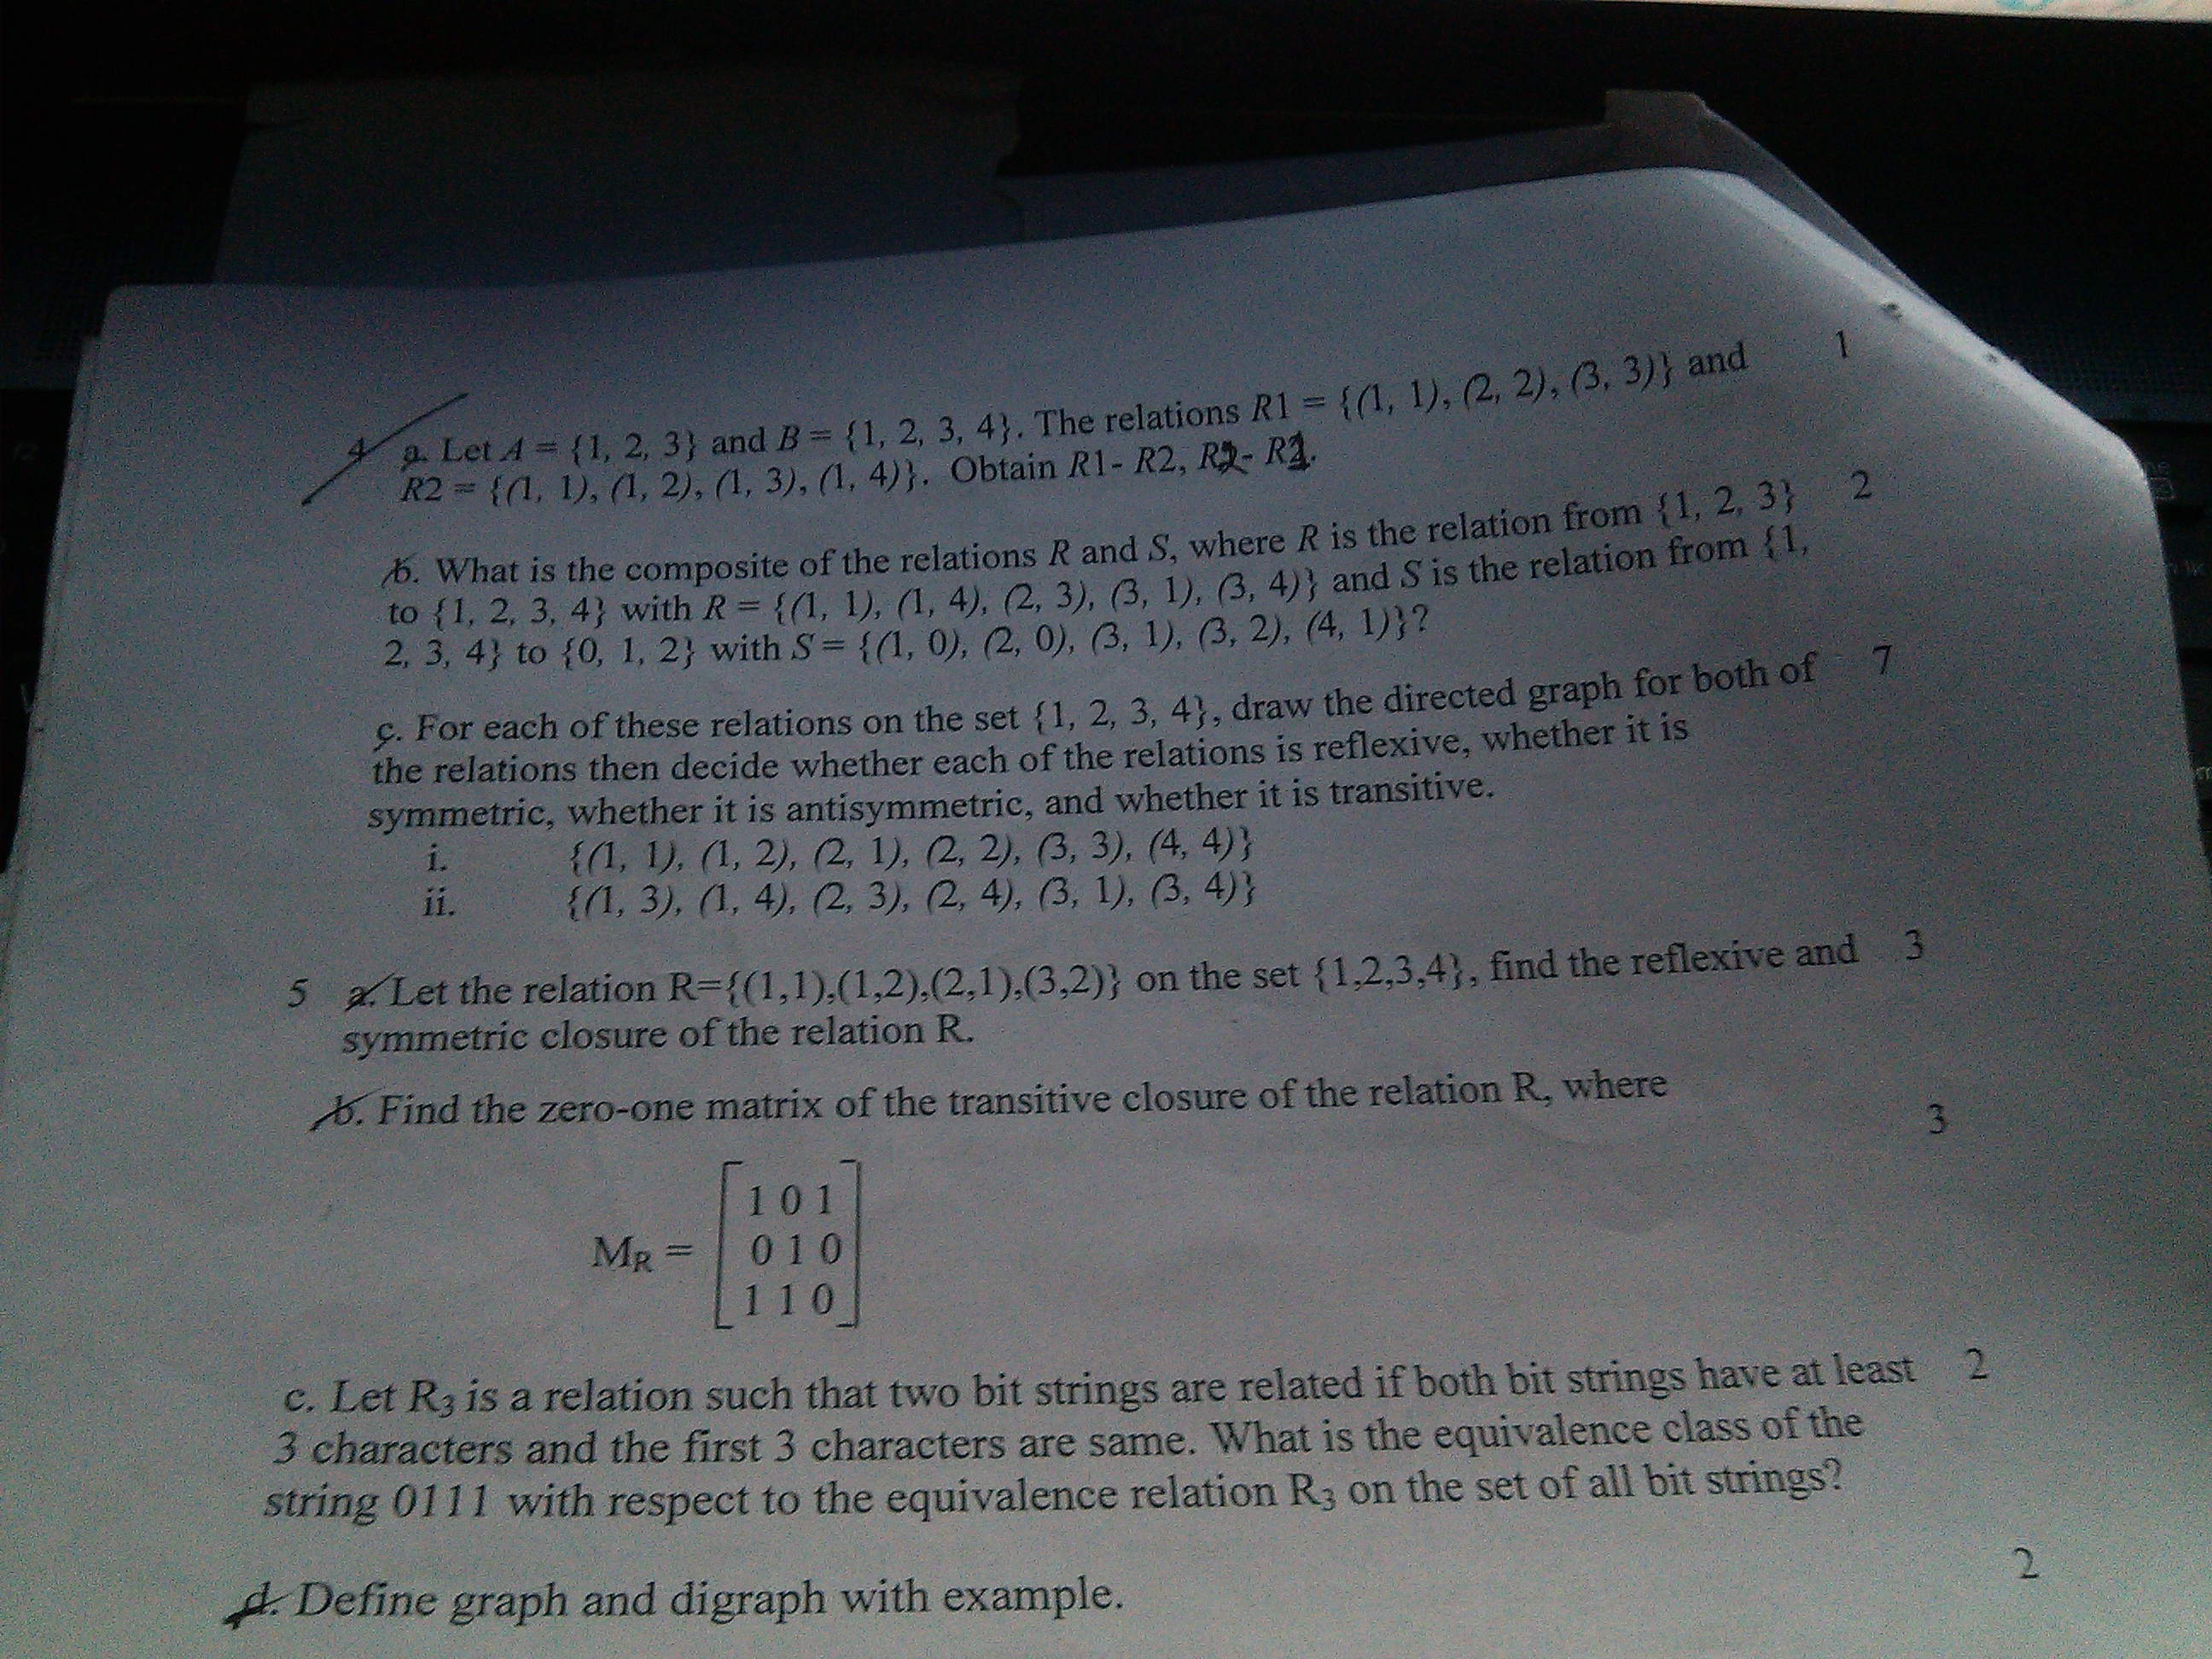 1
4 a. Let A = {1, 2, 3} and B = {1, 2, 3, 4}. The relations R1 = {(1, 1), (2, 2), (3, 3)} and
R2 = {(1, 1), (1, 2), (1, 3), (1, 4)}. Obtain R1- R2, R2- R1.
b. What is the composite of the relations R and S, where R is the relation from {1, 2, 3} 2
to {1, 2, 3, 4} with R = {(1, 1), (1, 4), (2, 3), (3, 1), (3, 4)} and S is the relation from {1,
2, 3, 4} to {0, 1, 2} with S = {(1, 0), (2, 0), (3, 1), (3, 2), (4, 1)}?
c. For each of these relations on the set {1, 2, 3, 4}, draw the directed graph for both of 7
the relations then decide whether each of the relations is reflexive, whether it is
symmetric, whether it is antisymmetric, and whether it is transitive.
i. {(1, 1), (1, 2), (2, 1), (2, 2), (3, 3), (4, 4)}
ii. {(1, 3), (1, 4), (2, 3), (2, 4), (3, 1), (3, 4)}
5 a. Let the relation R={(1,1),(1,2),(2,1),(3,2)} on the set {1,2,3,4}, find the reflexive and 3
symmetric closure of the relation R.
b. Find the zero-one matrix of the transitive closure of the relation R, where
3
1 0 1
MR = 0 1 0
1 1 0
c. Let R3 is a relation such that two bit strings are related if both bit strings have at least 2
3 characters and the first 3 characters are same. What is the equivalence class of the
string 0111 with respect to the equivalence relation R3 on the set of all bit strings?
2
d. Define graph and digraph with example.